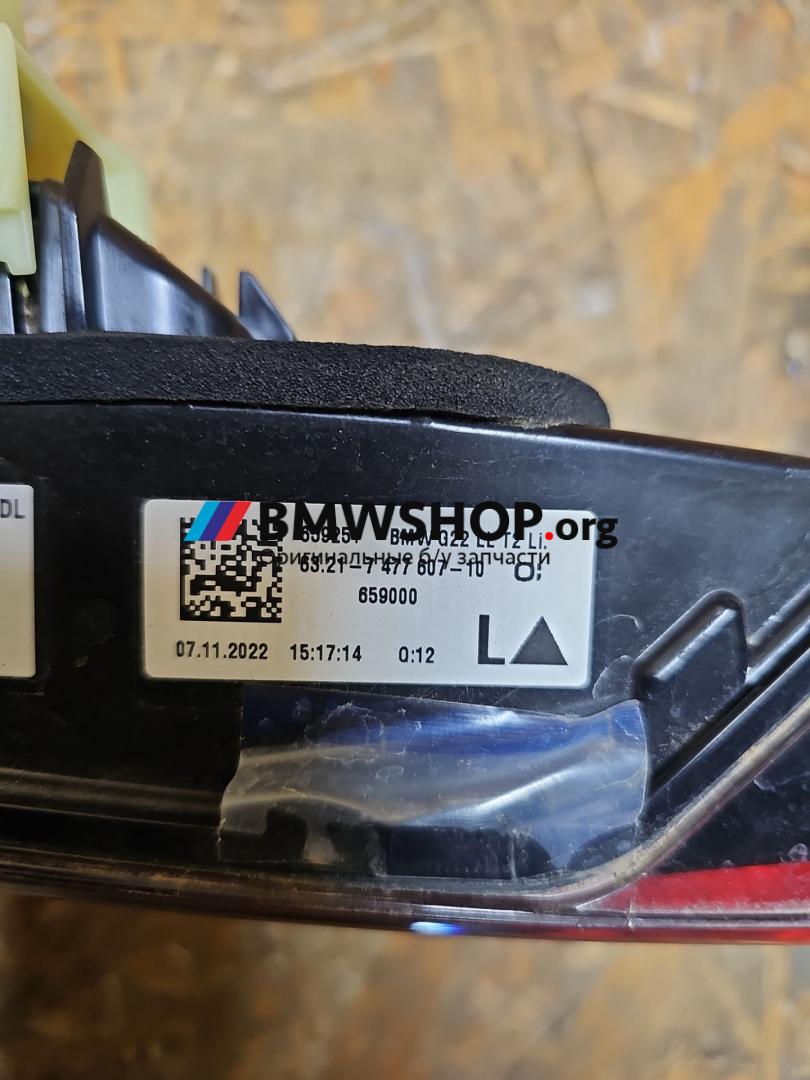 DL
BMWSHOP.org
Оригинальные б/у запчасти
BMW G22 LL T2 Li.
63.21-7 477 607-10
659000
07.11.2022 15:17:14 Q:12
L